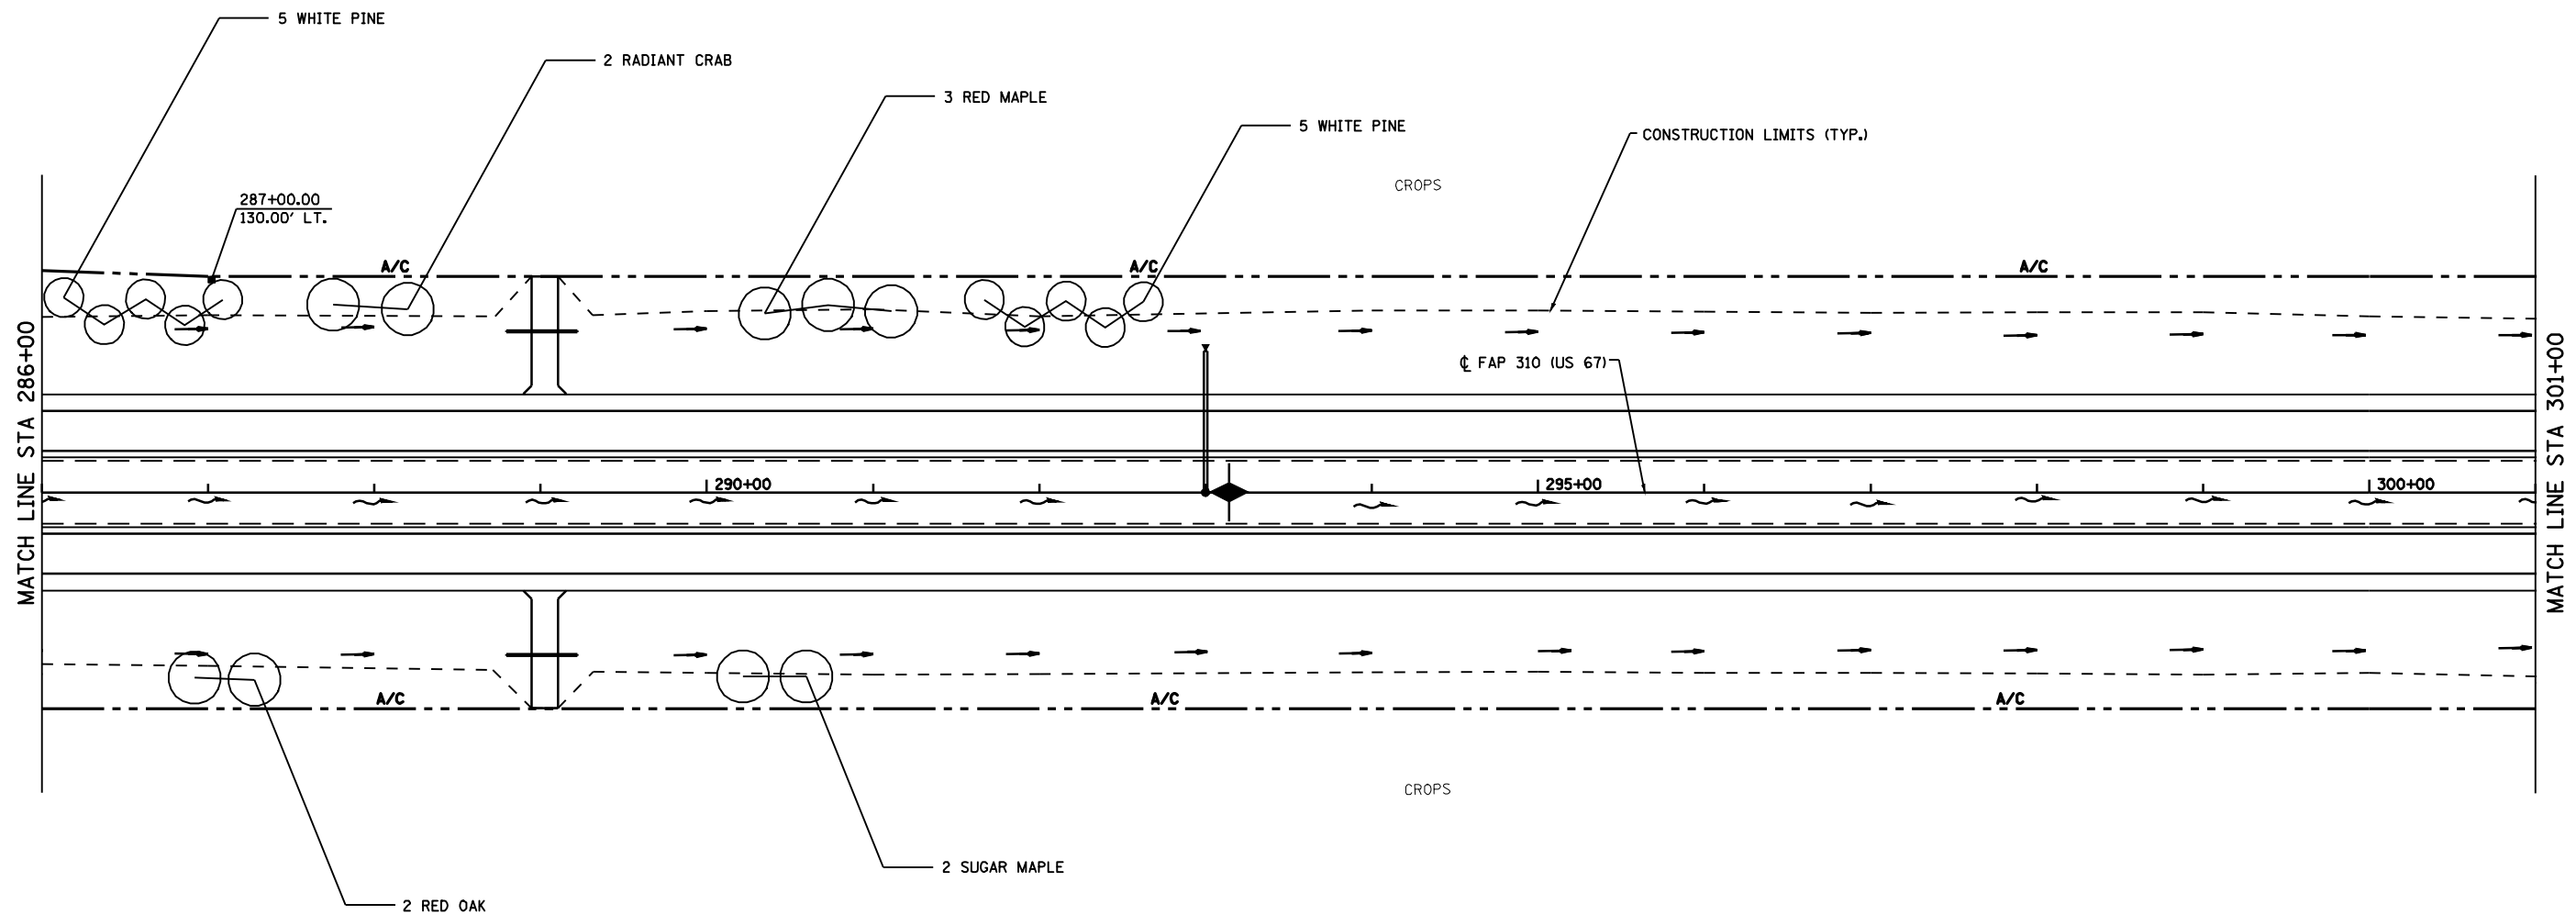 5 WHITE PINE
2 RADIANT CRAB
3 RED MAPLE
5 WHITE PINE
CONSTRUCTION LIMITS (TYP.)
CROPS
287+00.00
130.00' LT.
A/C
A/C
A/C
MATCH LINE STA 286+00
℄ FAP 310 (US 67)
MATCH LINE STA 301+00
290+00
295+00
300+00
A/C
A/C
A/C
CROPS
2 SUGAR MAPLE
2 RED OAK